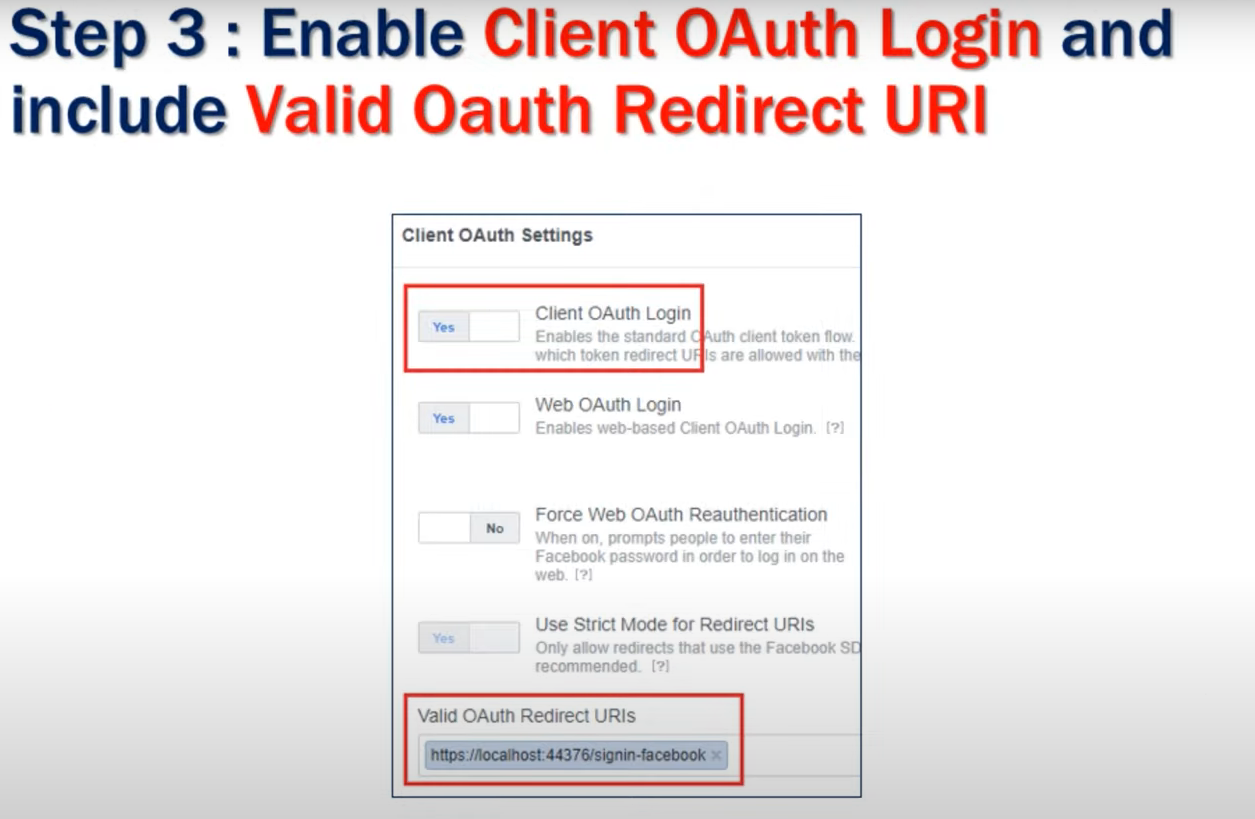 Step 3 : Enable Client OAuth Login and
include Valid Oauth Redirect URI
Client OAuth Settings
Yes
Client OAuth Login
Enables the standard OAuth client token flow.
which token redirect URIs are allowed with the
Yes
Web OAuth Login
Enables web-based Client OAuth Login. [?]
No
Force Web OAuth Reauthentication
When on, prompts people to enter their
Facebook password in order to log in on the
web. [?]
Yes
Use Strict Mode for Redirect URIs
Only allow redirects that use the Facebook SD
recommended. [?]
Valid OAuth Redirect URIs
https://localhost:44376/signin-facebook ×